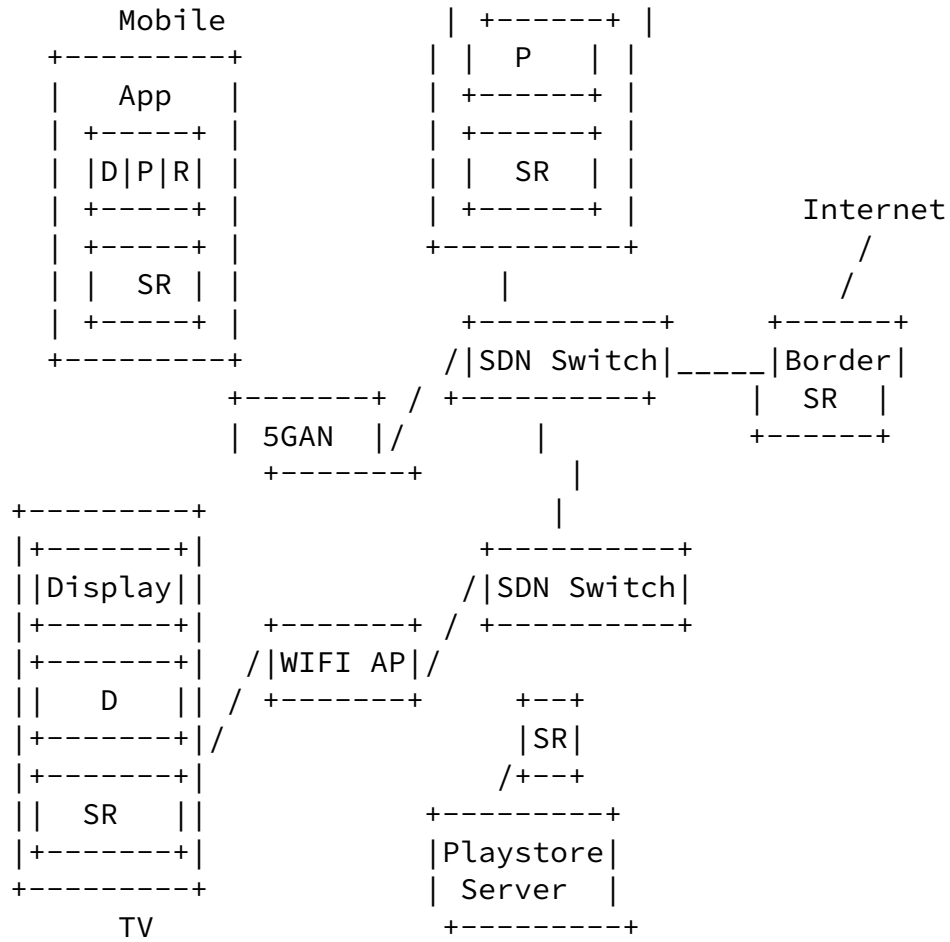 Mobile             | +------+ |
  +---------+          | |  P   | |
  |   App   |          | +------+ |
  | +-----+ |          | +------+ |
  | |D|P|R| |          | |  SR  | |
  | +-----+ |          | +------+ |         Internet
  | +-----+ |          +----------+            /
  | |  SR | |              |                  /
  | +-----+ |            +----------+     +------+
  +---------+           /|SDN Switch|_____|Border|
            +-------+ / +----------+     |  SR  |
            | 5GAN  |/       |           +------+
              +-------+        |
+---------+                   |
|+-------+|               +----------+
||Display||              /|SDN Switch|
|+-------+|   +-------+ / +----------+
|+-------+|  /|WIFI AP|/
||   D   || / +-------+     +--+
|+-------+|/                |SR|
|+-------+|                /+--+
||  SR   ||            +---------+
|+-------+|            |Playstore|
+---------+            | Server  |
      TV                +---------+